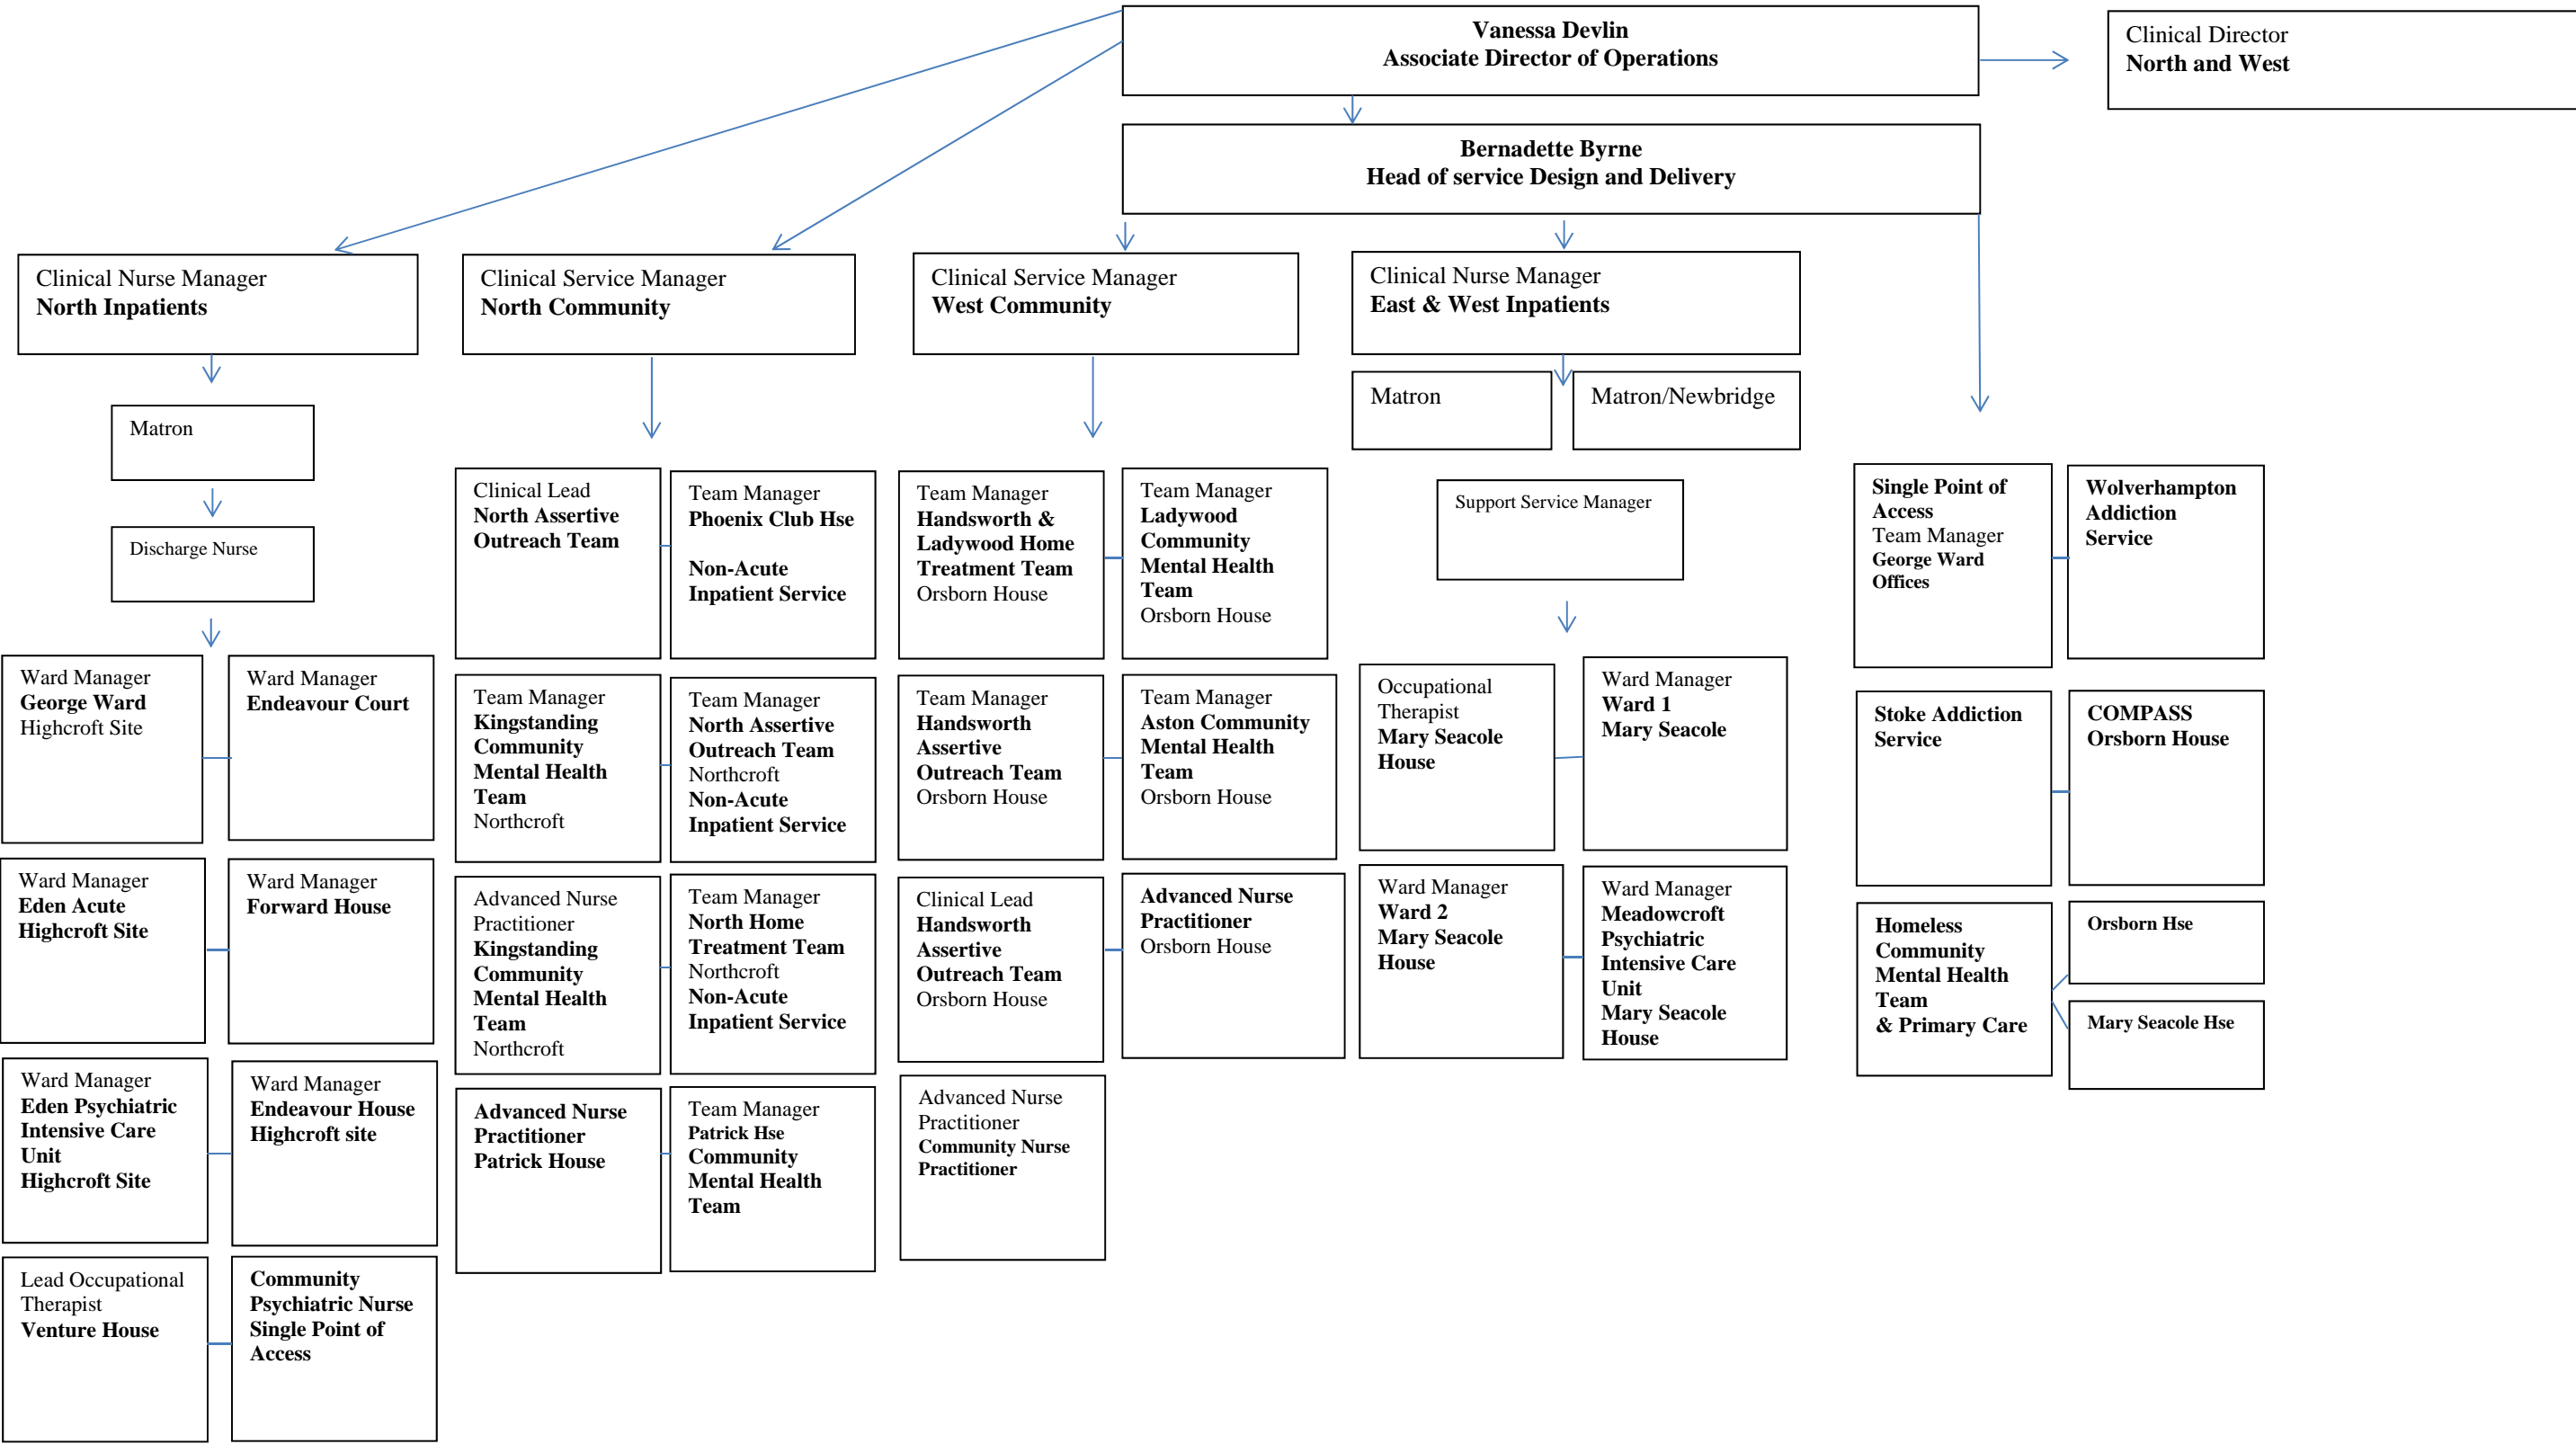 Vanessa Devlin
Associate Director of Operations
Clinical Director
North and West
Bernadette Byrne
Head of service Design and Delivery
Clinical Nurse Manager
North Inpatients
Clinical Service Manager
North Community
Clinical Service Manager
West Community
Clinical Nurse Manager
East & West Inpatients
Matron
Discharge Nurse
Ward Manager
George Ward
Highcroft Site
Ward Manager
Endeavour Court
Ward Manager
Eden Acute
Highcroft Site
Ward Manager
Forward House
Ward Manager
Eden Psychiatric
Intensive Care
Unit
Highcroft Site
Ward Manager
Endeavour House
Highcroft site
Lead Occupational
Therapist
Venture House
Community
Psychiatric Nurse
Single Point of
Access
Clinical Lead
North Assertive
Outreach Team
Team Manager
Phoenix Club Hse
Non-Acute
Inpatient Service
Team Manager
Kingstanding
Community
Mental Health
Team
Northcroft
Team Manager
North Assertive
Outreach Team
Northcroft
Non-Acute
Inpatient Service
Advanced Nurse
Practitioner
Kingstanding
Community
Mental Health
Team
Northcroft
Team Manager
North Home
Treatment Team
Northcroft
Non-Acute
Inpatient Service
Advanced Nurse
Practitioner
Patrick House
Team Manager
Patrick Hse
Community
Mental Health
Team
Team Manager
Handsworth &
Ladywood Home
Treatment Team
Orsborn House
Team Manager
Ladywood
Community
Mental Health
Team
Orsborn House
Team Manager
Handsworth
Assertive
Outreach Team
Orsborn House
Team Manager
Aston Community
Mental Health
Team
Orsborn House
Clinical Lead
Handsworth
Assertive
Outreach Team
Orsborn House
Advanced Nurse
Practitioner
Orsborn House
Advanced Nurse
Practitioner
Community Nurse
Practitioner
Matron
Matron/Newbridge
Support Service Manager
Occupational
Therapist
Mary Seacole
House
Ward Manager
Ward 1
Mary Seacole
Ward Manager
Ward 2
Mary Seacole
House
Ward Manager
Meadowcroft
Psychiatric
Intensive Care
Unit
Mary Seacole
House
Single Point of
Access
Team Manager
George Ward
Offices
Wolverhampton
Addiction
Service
Stoke Addiction
Service
COMPASS
Orsborn House
Homeless
Community
Mental Health
Team
& Primary Care
Orsborn Hse
Mary Seacole Hse